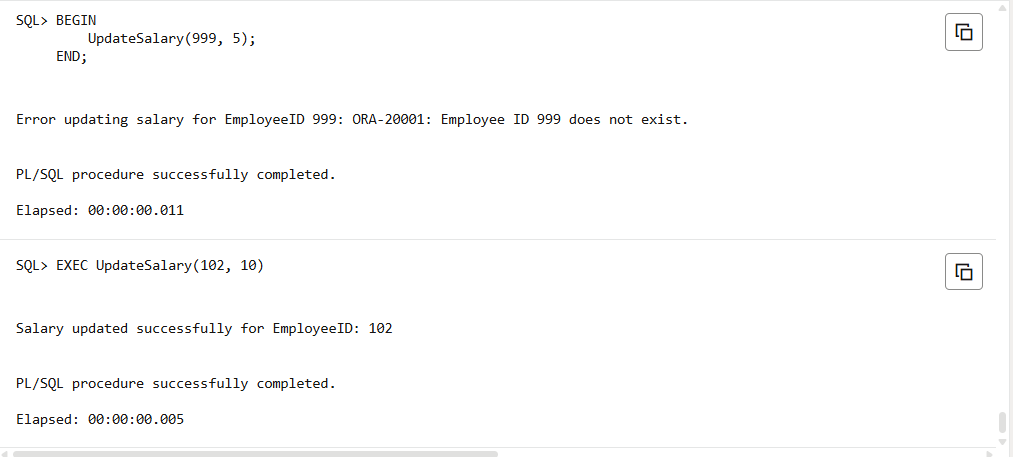 SQL> BEGIN
         UpdateSalary(999, 5);
     END;
Error updating salary for EmployeeID 999: ORA-20001: Employee ID 999 does not exist.
PL/SQL procedure successfully completed.
Elapsed: 00:00:00.011
SQL> EXEC UpdateSalary(102, 10)
Salary updated successfully for EmployeeID: 102
PL/SQL procedure successfully completed.
Elapsed: 00:00:00.005